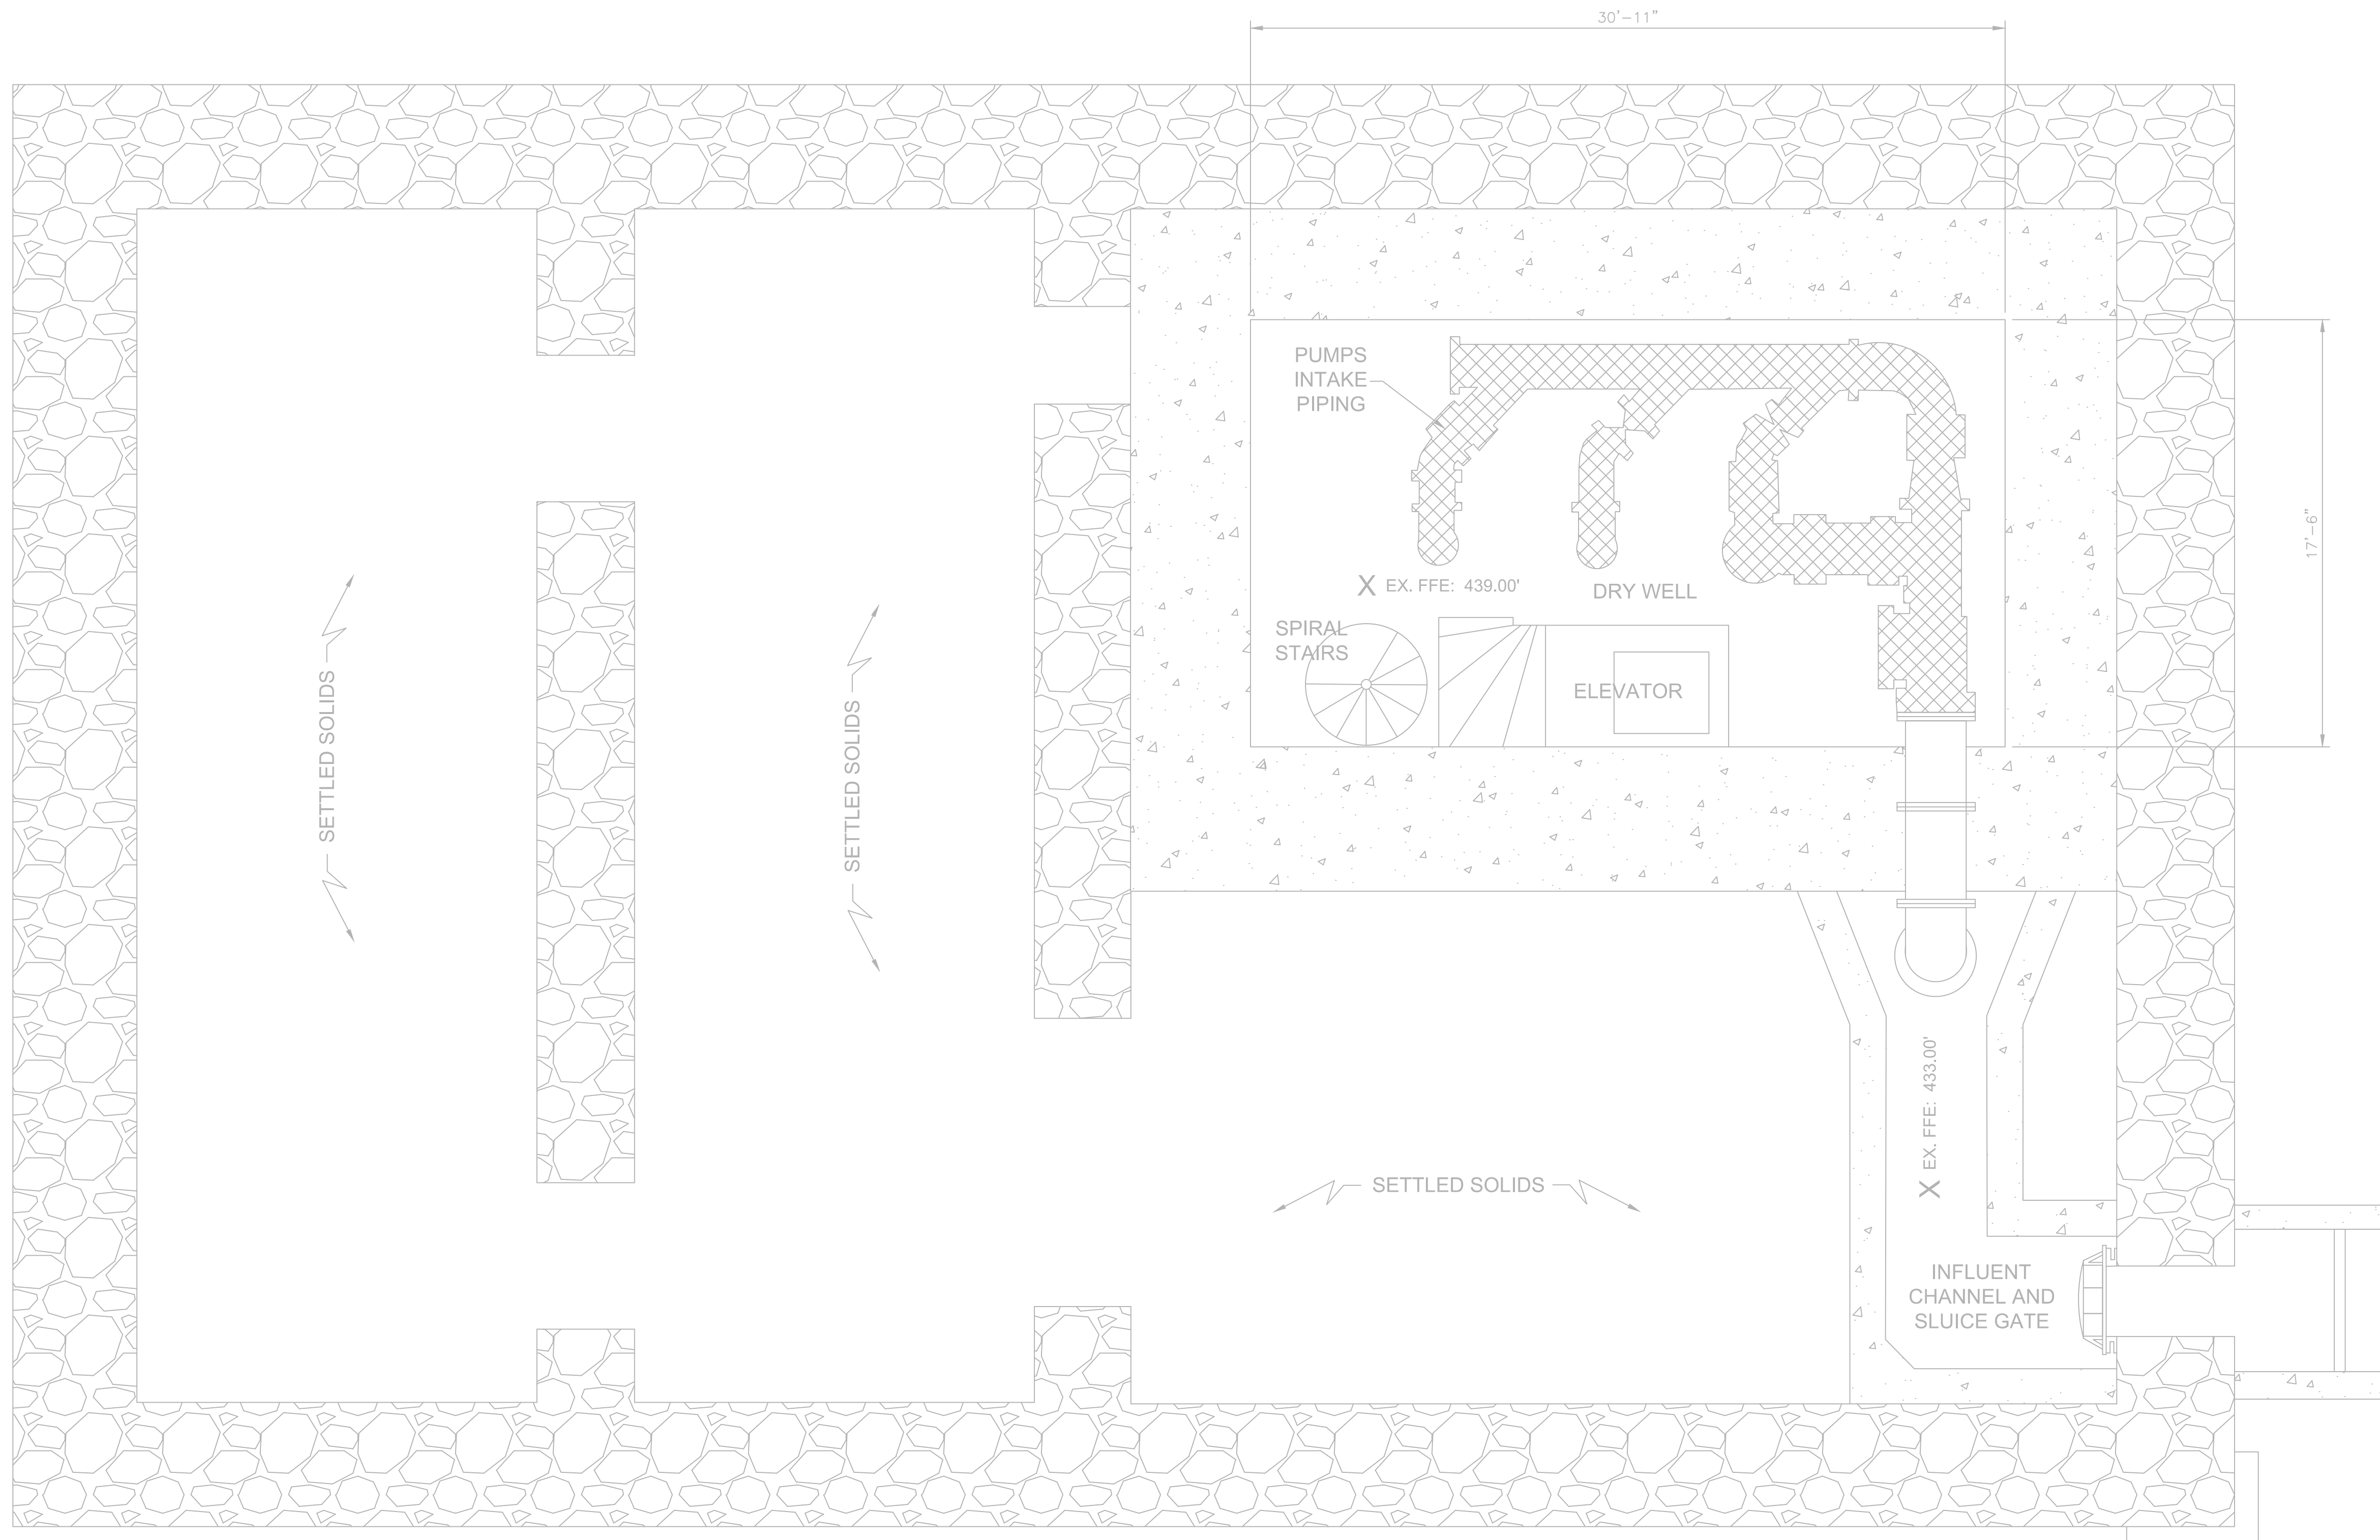 30'-11"
PUMPS
INTAKE
PIPING
17'-6"
X EX. FFE: 439.00'
DRY WELL
SPIRAL
STAIRS
ELEVATOR
SETTLED SOLIDS
SETTLED SOLIDS
X EX. FFE: 433.00'
SETTLED SOLIDS
INFLUENT
CHANNEL AND
SLUICE GATE